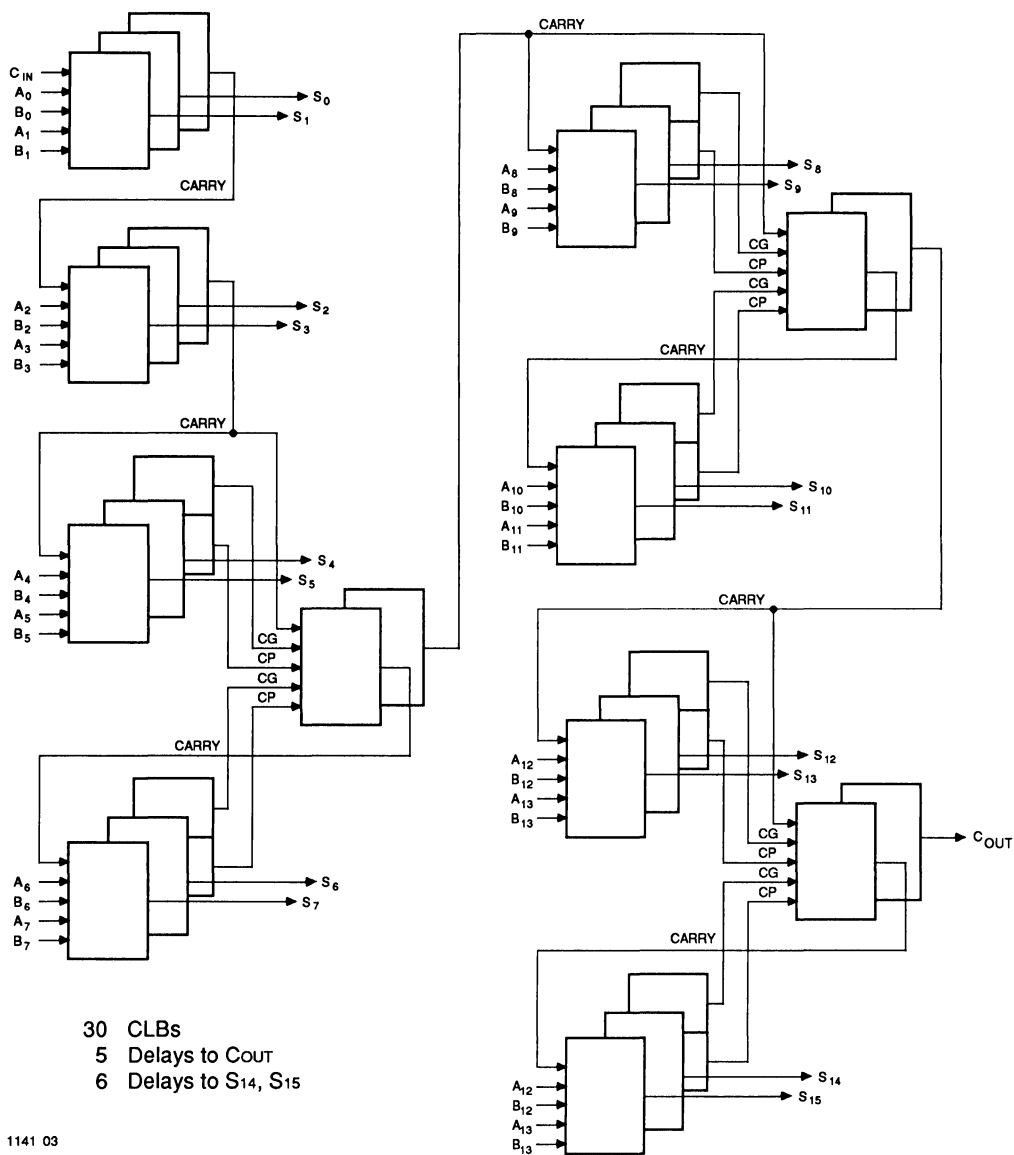 CARRY
C IN
A0
B0
A1
B1
S0
S1
CARRY
A2
B2
A3
B3
S2
S3
CARRY
A4
B4
A5
B5
S4
S5
CG
CP
CG
CP
CARRY
A6
B6
A7
B7
S6
S7
A8
B8
A9
B9
S8
S9
CG
CP
CG
CP
CARRY
A10
B10
A11
B11
S10
S11
CARRY
A12
B12
A13
B13
S12
S13
CG
CP
CG
CP
COUT
CARRY
A12
B12
A13
B13
S14
S15
30 CLBs
5 Delays to COUT
6 Delays to S14, S15
1141 03